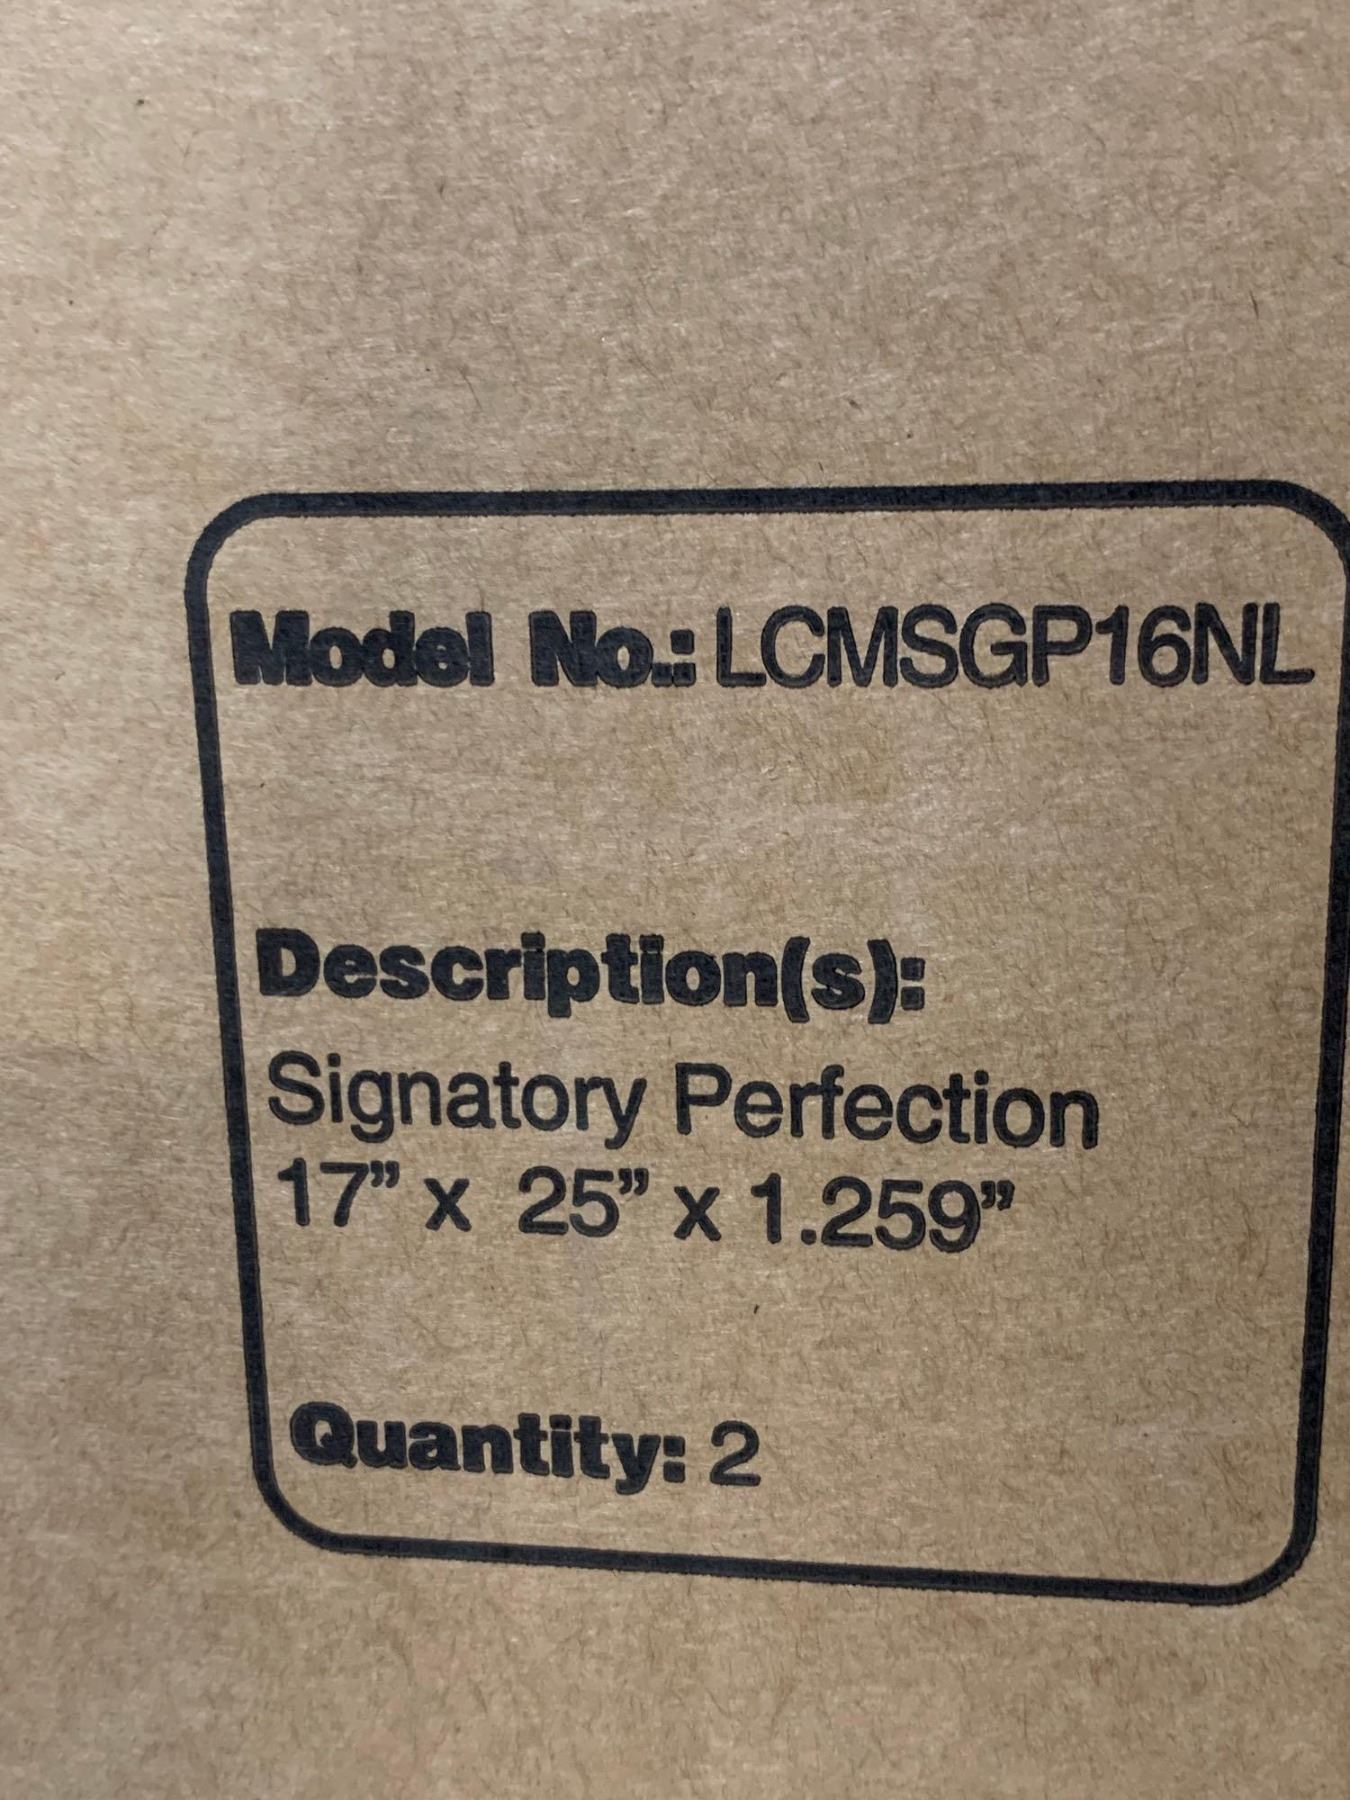 Model No.: LCMSGP16NL
Description(s):
Signatory Perfection
17” x 25” x 1.259”
Quantity: 2